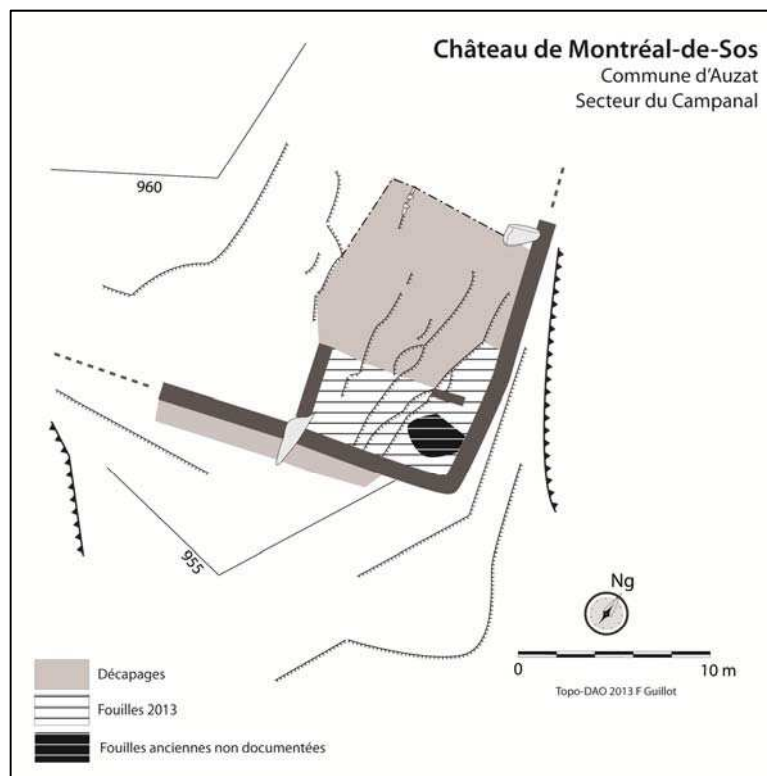 Château de Montréal-de-Sos
Commune d'Auzat
Secteur du Campanal
960
955
Ng
0 10 m
Topo-DAO 2013 F Guillot
Décapages
Fouilles 2013
Fouilles anciennes non documentées